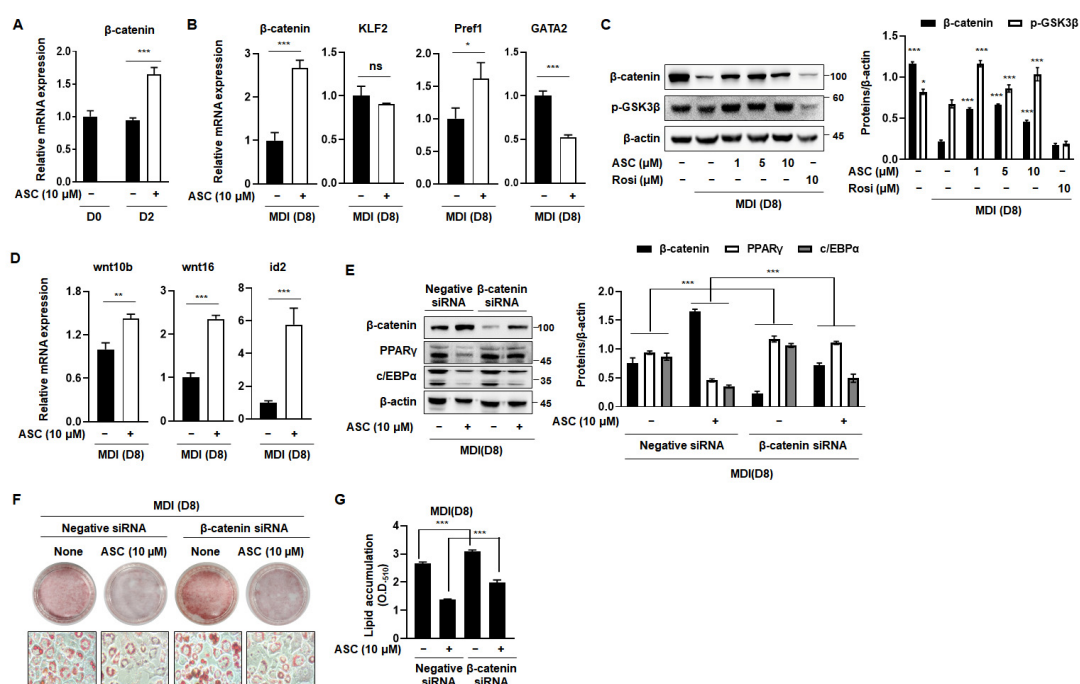 A
β-catenin
Relative mRNA expression
2.0
1.5
1.0
0.5
0.0
***
ASC (10 μM)
– – +
D0 D2
B
β-catenin KLF2 Pref1 GATA2
Relative mRNA expression
4
3
2
1
0
***
MDI (D8)
1.5
1.0
0.5
0.0
ns
MDI (D8)
2.0
1.5
1.0
0.5
0.0
*
MDI (D8)
1.5
1.0
0.5
0.0
***
MDI (D8)
ASC (10 μM) – + – + – + – +
C
β-catenin
p-GSK3β
β-actin
100
60
45
ASC (μM) – – 1 5 10 –
Rosi (μM) – – – – – 10
MDI (D8)
β-catenin p-GSK3β
Proteins/β-actin
1.5
1.0
0.5
0.0
*** * *** *** *** *** *** ***
ASC (μM) – – 1 5 10 –
Rosi (μM) – – – – – 10
MDI (D8)
D
wnt10b wnt16 id2
Relative mRNA expression
1.8
1.2
0.6
0.0
**
3
2
1
0
***
8
6
4
2
0
***
ASC (10 μM) – + – + – +
MDI (D8) MDI (D8) MDI (D8)
E
Negative siRNA β-catenin siRNA
β-catenin
PPARγ
c/EBPα
β-actin
100
45
35
45
ASC (10 μM) – + – +
MDI(D8)
β-catenin PPARγ c/EBPα
Proteins/β-actin
2.0
1.5
1.0
0.5
0.0
*** ***
ASC (10 μM) – + – +
Negative siRNA β-catenin siRNA
MDI(D8)
F
MDI (D8)
Negative siRNA β-catenin siRNA
None ASC (10 μM) None ASC (10 μM)
G
MDI(D8)
Lipid accumulation
(O.D.-510)
4
3
2
1
0
*** ***
ASC (10 μM) – + – +
Negative β-catenin
siRNA siRNA